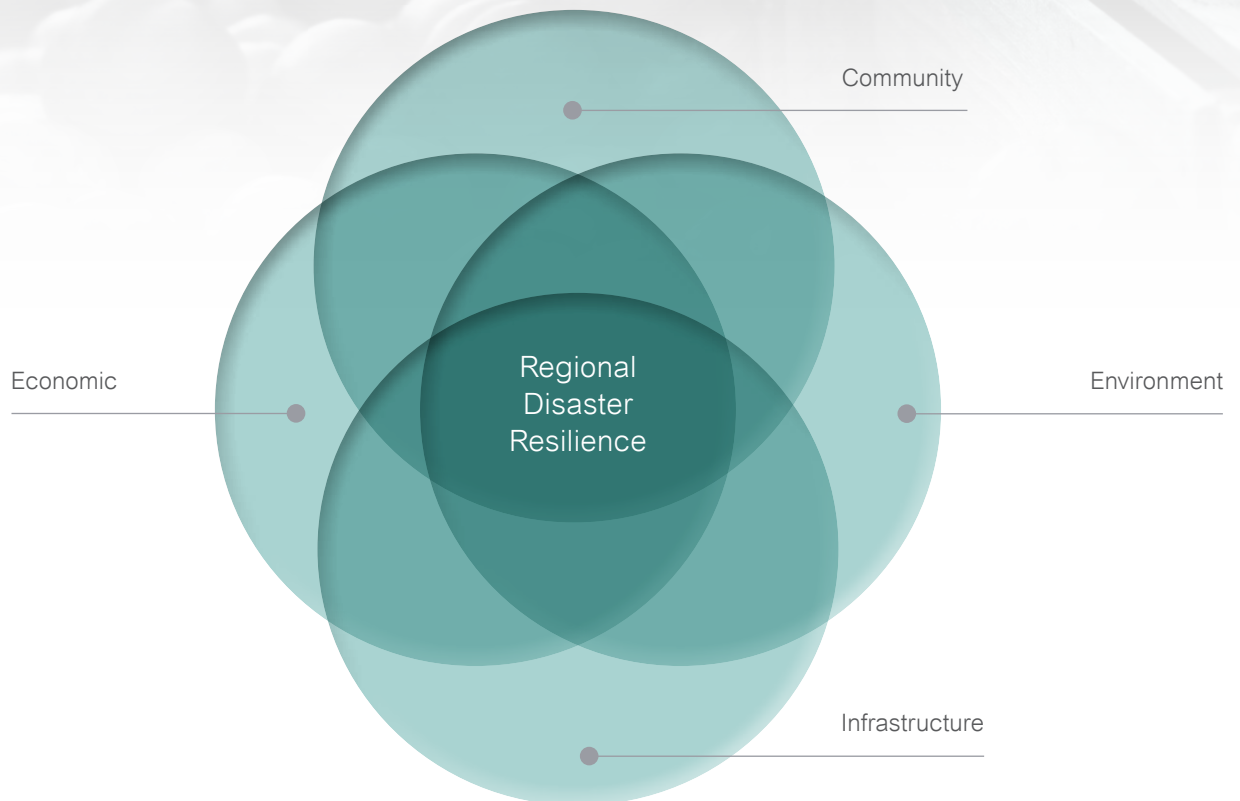 Community
Economic
Regional
Disaster
Resilience
Environment
Infrastructure